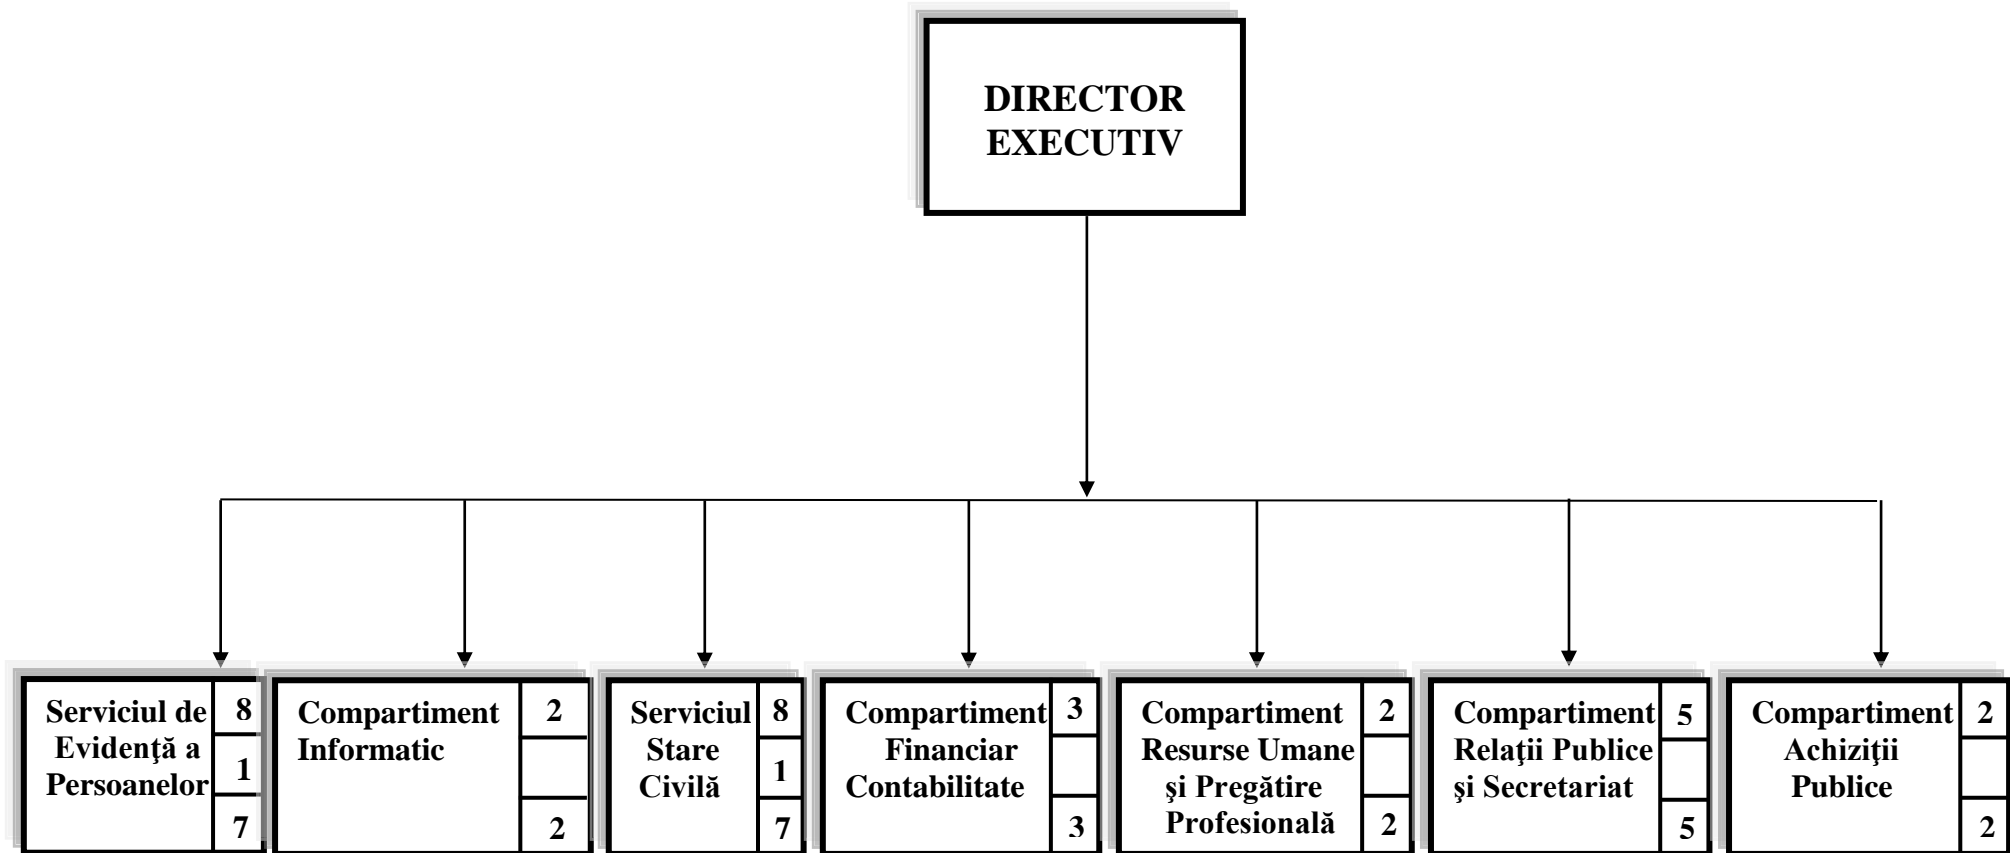 DIRECTOR
EXECUTIV
Serviciul de
Evidenţă a
Persoanelor
8
1
7
Compartiment
Informatic
2
2
Serviciul
Stare
Civilă
8
1
7
Compartiment
Financiar
Contabilitate
3
3
Compartiment
Resurse Umane
şi Pregătire
Profesională
2
2
Compartiment
Relaţii Publice
şi Secretariat
5
5
Compartiment
Achiziţii
Publice
2
2